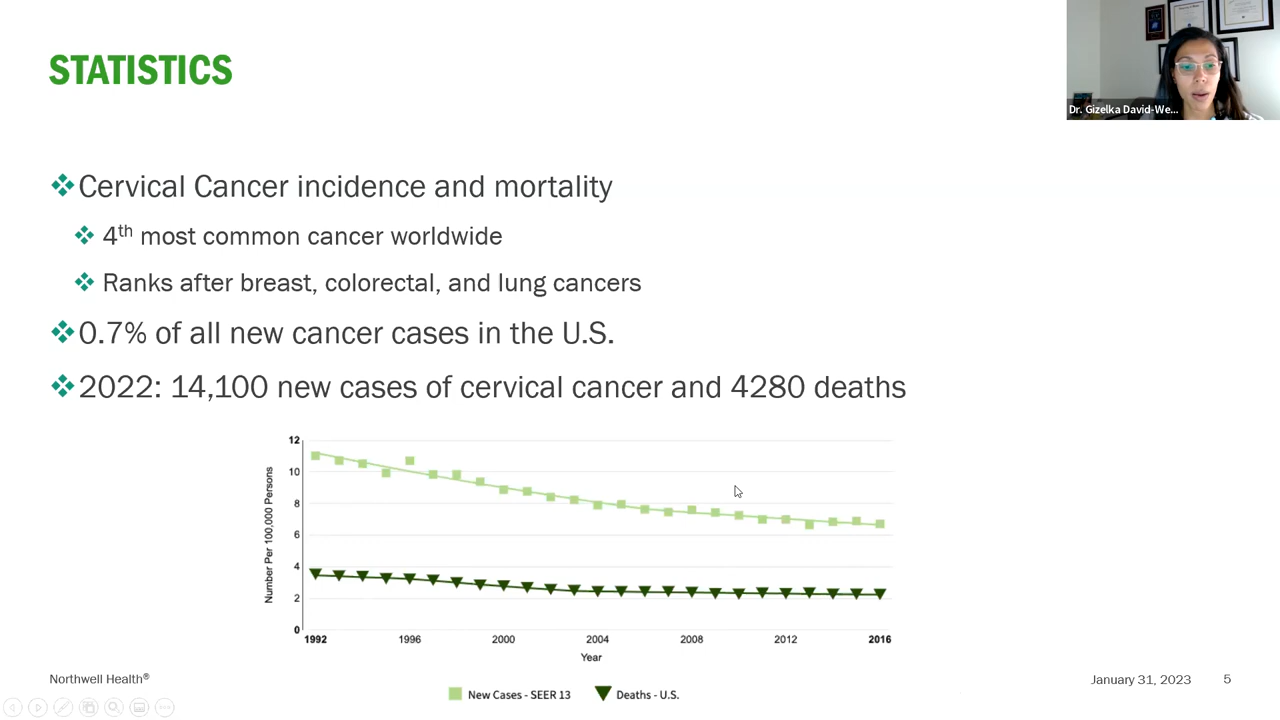 STATISTICS
Dr. Gizelka David-We...
Cervical Cancer incidence and mortality
4th most common cancer worldwide
Ranks after breast, colorectal, and lung cancers
0.7% of all new cancer cases in the U.S.
2022: 14,100 new cases of cervical cancer and 4280 deaths
Number Per 100,000 Persons
12
10
8
6
4
2
0
1992 1996 2000 2004 2008 2012 2016
Year
New Cases - SEER 13 Deaths - U.S.
Northwell Health®
January 31, 2023 5